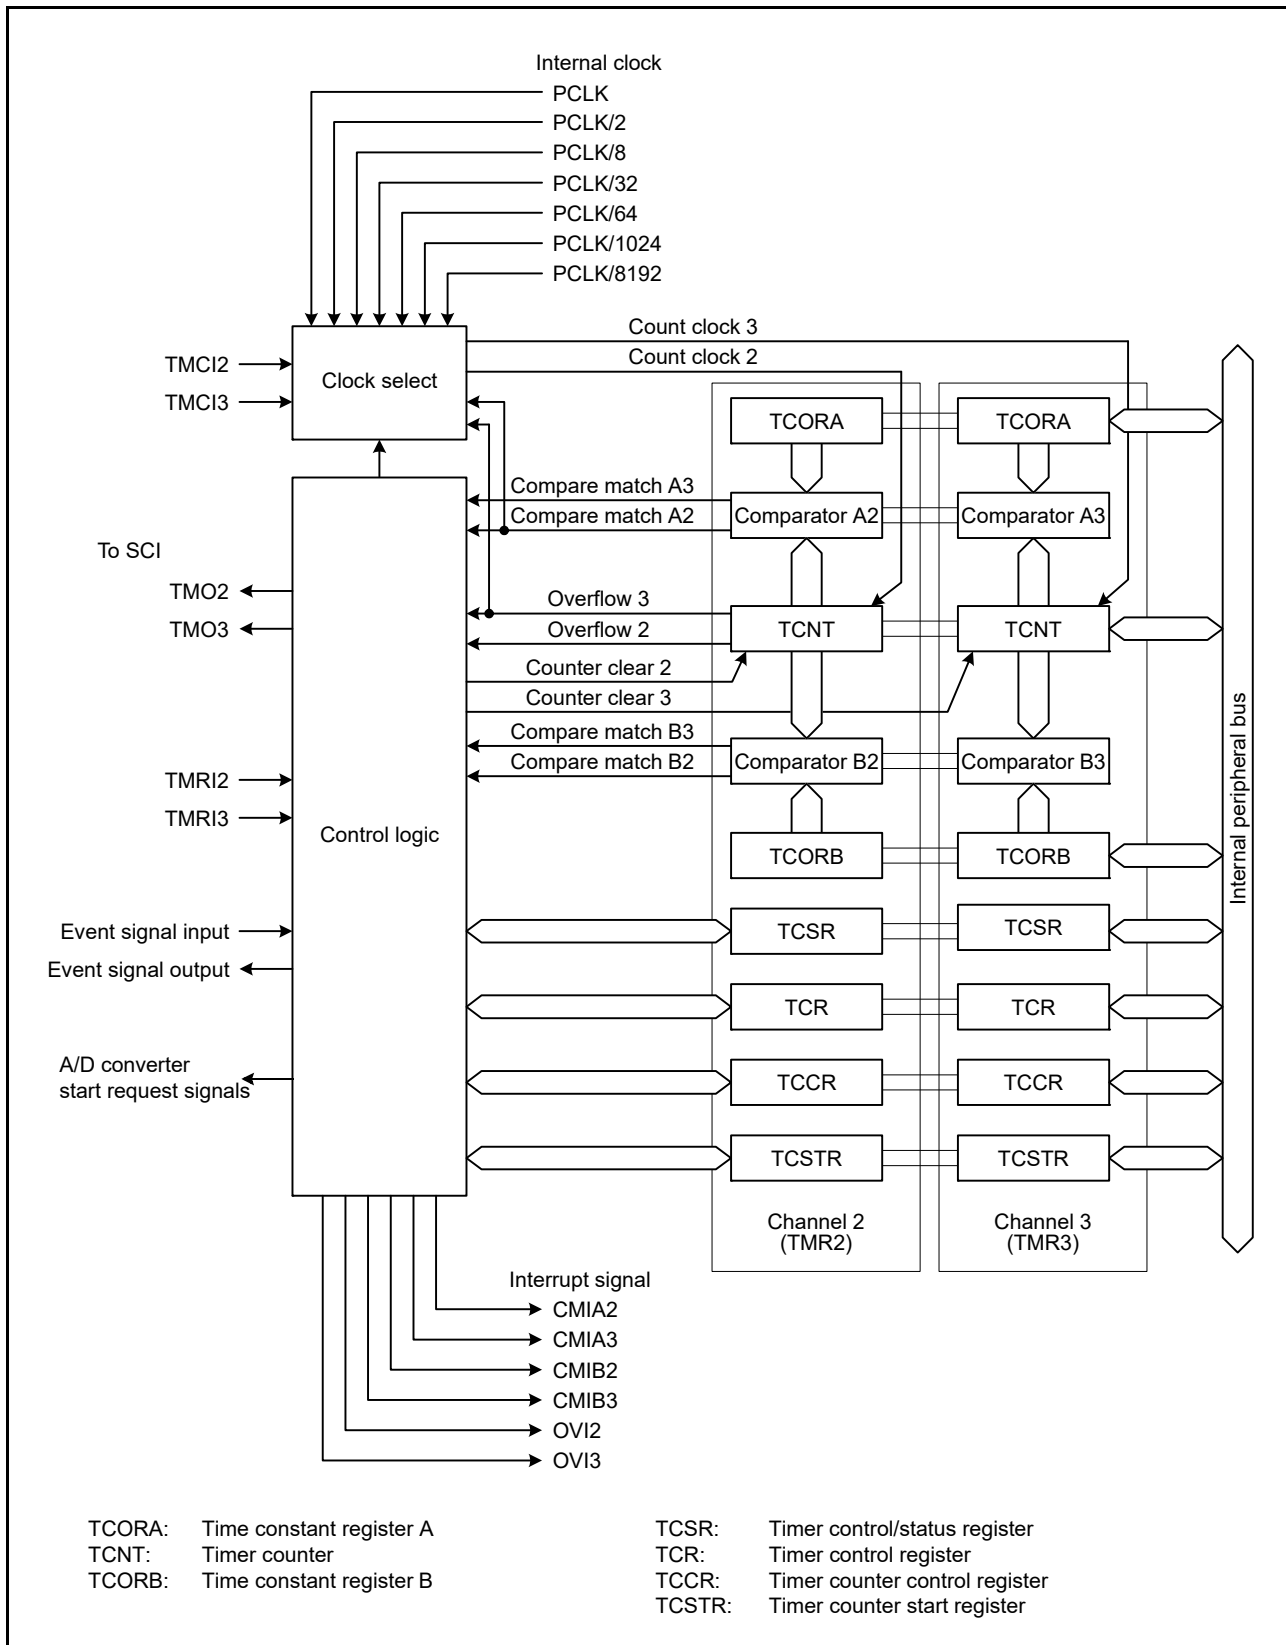 Internal clock
PCLK
PCLK/2
PCLK/8
PCLK/32
PCLK/64
PCLK/1024
PCLK/8192
Count clock 3
Count clock 2
TMCI2
TMCI3
Clock select
TCORA
TCORA
Compare match A3
Compare match A2
Comparator A2
Comparator A3
To SCI
TMO2
TMO3
Overflow 3
Overflow 2
TCNT
TCNT
Counter clear 2
Counter clear 3
Compare match B3
Compare match B2
Comparator B2
Comparator B3
TMRI2
TMRI3
Control logic
TCORB
TCORB
Internal peripheral bus
Event signal input
Event signal output
TCSR
TCSR
TCR
TCR
A/D converter
start request signals
TCCR
TCCR
TCSTR
TCSTR
Channel 2
(TMR2)
Channel 3
(TMR3)
Interrupt signal
CMIA2
CMIA3
CMIB2
CMIB3
OVI2
OVI3
TCORA: Time constant register A
TCNT: Timer counter
TCORB: Time constant register B
TCSR: Timer control/status register
TCR: Timer control register
TCCR: Timer counter control register
TCSTR: Timer counter start register